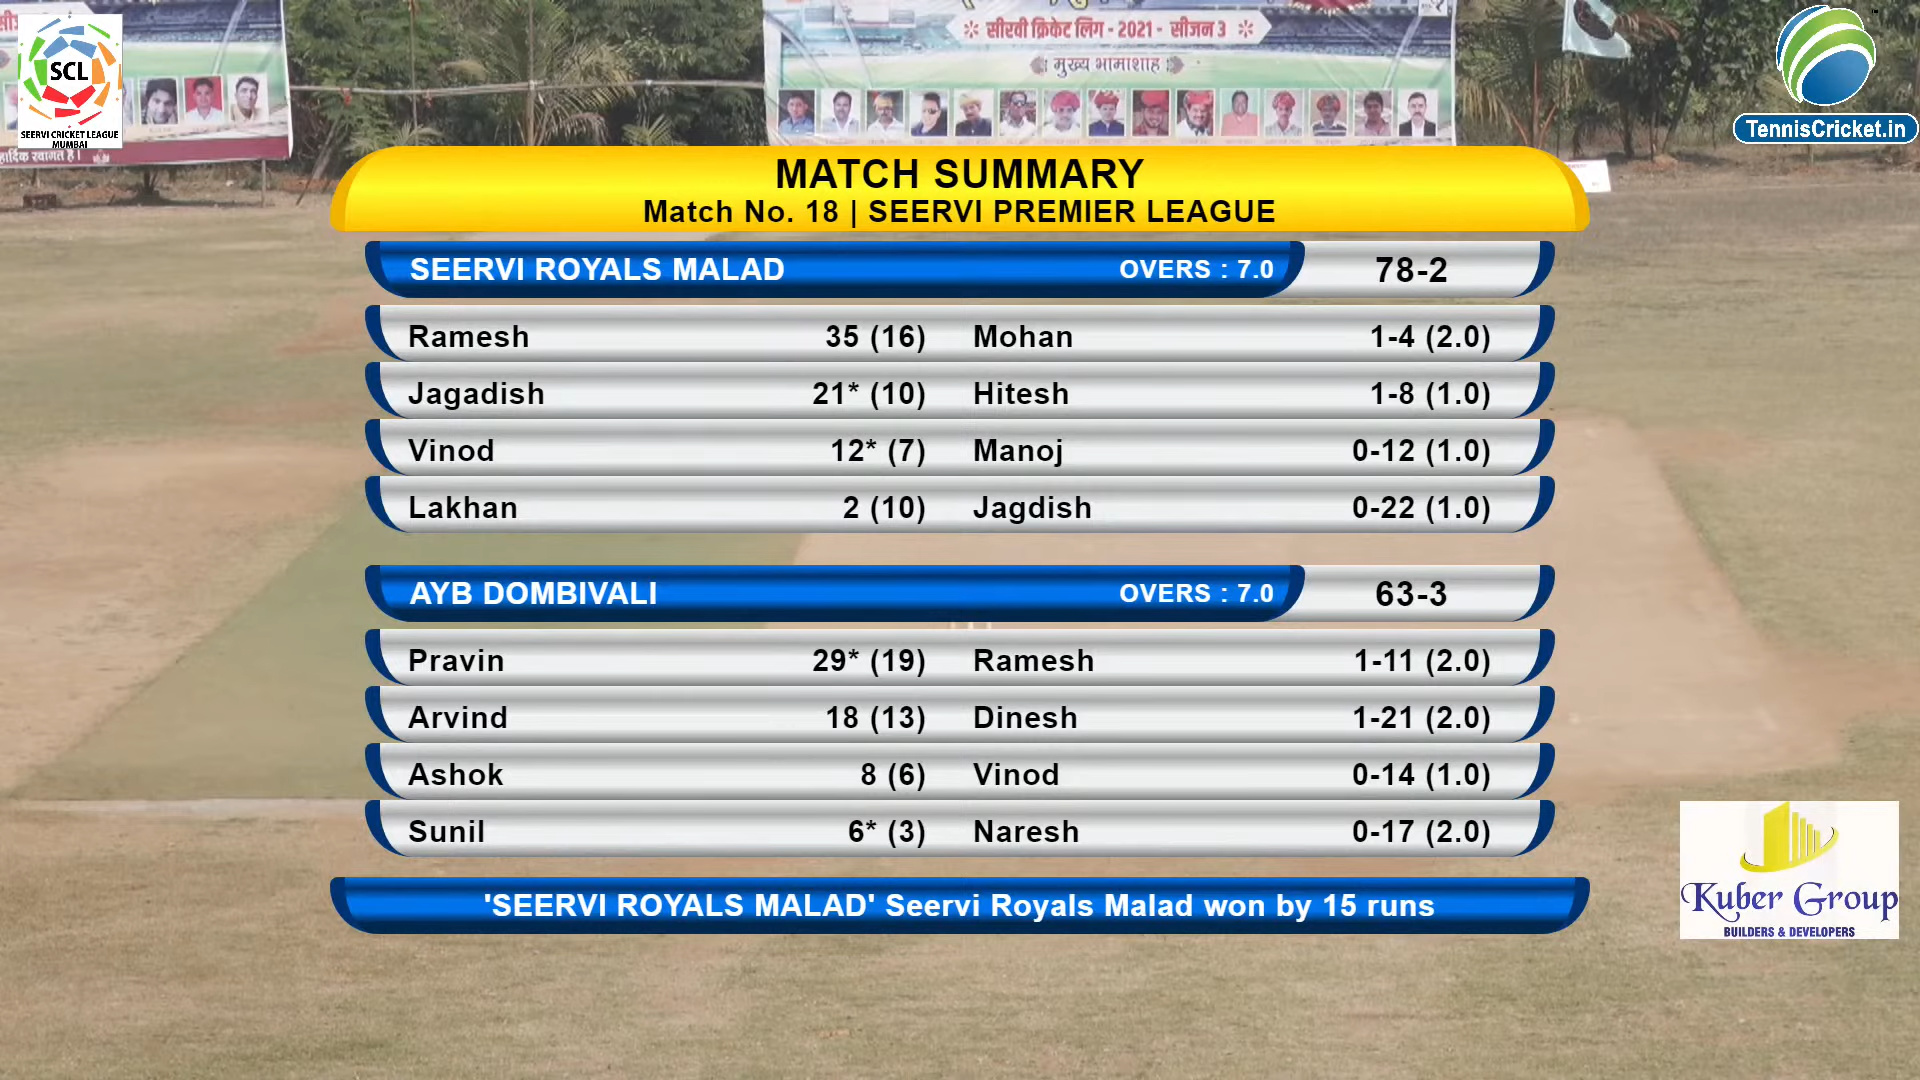 SCL
SEERVI CRICKET LEAGUE
MUMBAI
सीरवी क्रिकेट लिग - 2021 - सीजन 3
मुख्य भामाशाह
TennisCricket.in
हार्दिक स्वागत है।
MATCH SUMMARY
Match No. 18 | SEERVI PREMIER LEAGUE
SEERVI ROYALS MALAD OVERS : 7.0 78-2
Ramesh 35 (16) Mohan 1-4 (2.0)
Jagadish 21* (10) Hitesh 1-8 (1.0)
Vinod 12* (7) Manoj 0-12 (1.0)
Lakhan 2 (10) Jagdish 0-22 (1.0)
AYB DOMBIVALI OVERS : 7.0 63-3
Pravin 29* (19) Ramesh 1-11 (2.0)
Arvind 18 (13) Dinesh 1-21 (2.0)
Ashok 8 (6) Vinod 0-14 (1.0)
Sunil 6* (3) Naresh 0-17 (2.0)
'SEERVI ROYALS MALAD' Seervi Royals Malad won by 15 runs
Kuber Group
BUILDERS & DEVELOPERS